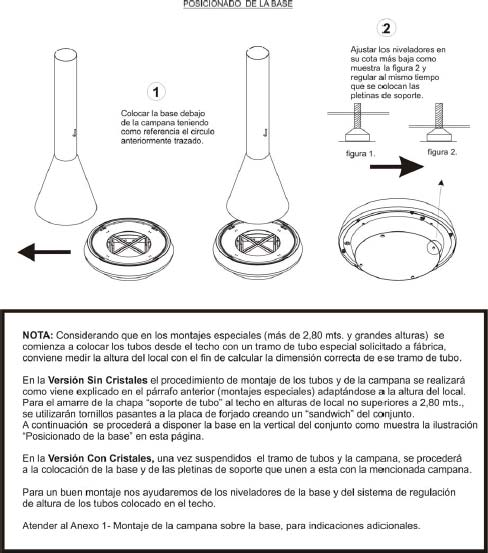 POSICIONADO DE LA BASE
1
Colocar la base debajo
de la campana teniendo
como referencia el circulo
anteriormente trazado.
2
Ajustar los niveladores en
su cota más baja como
muestra la figura 2 y
regular al mismo tiempo
que se colocan las
pletinas de soporte.
figura 1.
figura 2.
NOTA: Considerando que en los montajes especiales (más de 2,80 mts. y grandes alturas) se
comienza a colocar los tubos desde el techo con un tramo de tubo especial solicitado a fábrica,
conviene medir la altura del local con el fin de calcular la dimensión correcta de ese tramo de tubo.
En la Versión Sin Cristales el procedimiento de montaje de los tubos y de la campana se realizará
como viene explicado en el párrafo anterior (montajes especiales) adaptándose a la altura del local.
Para el amarre de la chapa "soporte de tubo" al techo en alturas de local no superiores a 2,80 mts.,
se utilizarán tornillos pasantes a la placa de forjado creando un "sandwich" del conjunto.
A continuación se procederá a disponer la base en la vertical del conjunto como muestra la ilustración
"Posicionado de la base" en esta página.
En la Versión Con Cristales, una vez suspendidos el tramo de tubos y la campana, se procederá
a la colocación de la base y de las pletinas de soporte que unen a esta con la mencionada campana.
Para un buen montaje nos ayudaremos de los niveladores de la base y del sistema de regulación
de altura de los tubos colocado en el techo.
Atender al Anexo 1- Montaje de la campana sobre la base, para indicaciones adicionales.